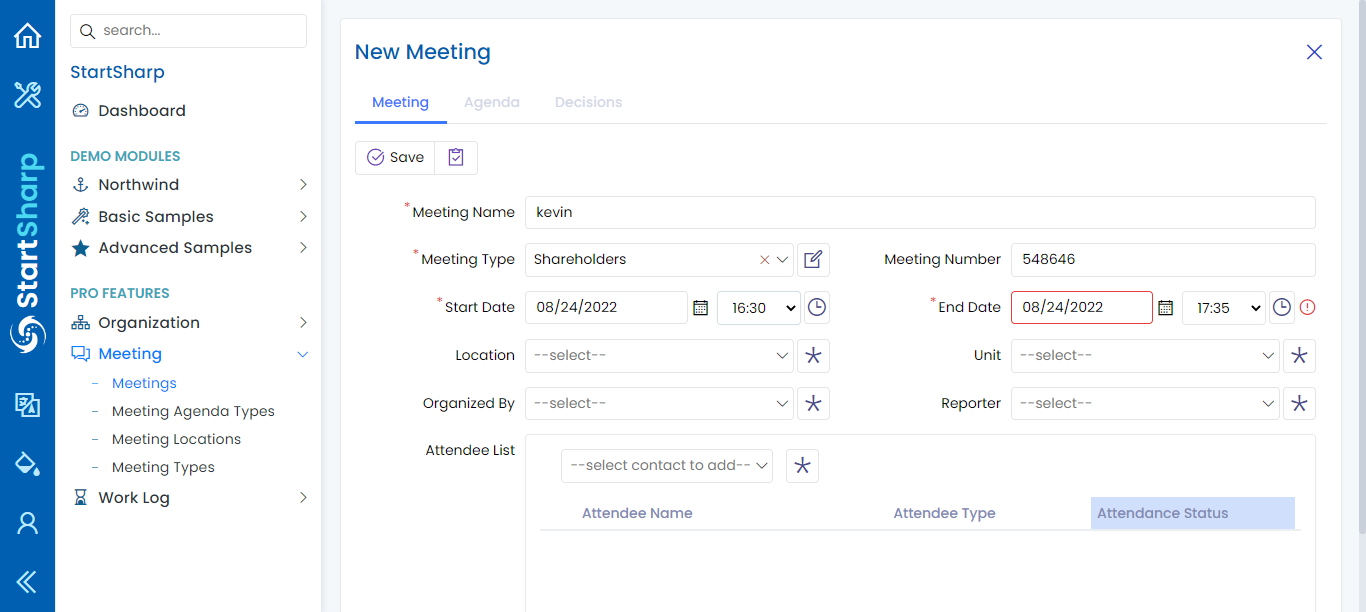 search...
StartSharp
Dashboard
DEMO MODULES
Northwind
Basic Samples
Advanced Samples
PRO FEATURES
Organization
Meeting
– Meetings
– Meeting Agenda Types
– Meeting Locations
– Meeting Types
Work Log
StartSharp
New Meeting
Meeting Agenda Decisions
Save
*Meeting Name kevin
*Meeting Type Shareholders Meeting Number 548646
*Start Date 08/24/2022 16:30 *End Date 08/24/2022 17:35
Location --select-- Unit --select--
Organized By --select-- Reporter --select--
Attendee List --select contact to add--
Attendee Name Attendee Type Attendance Status